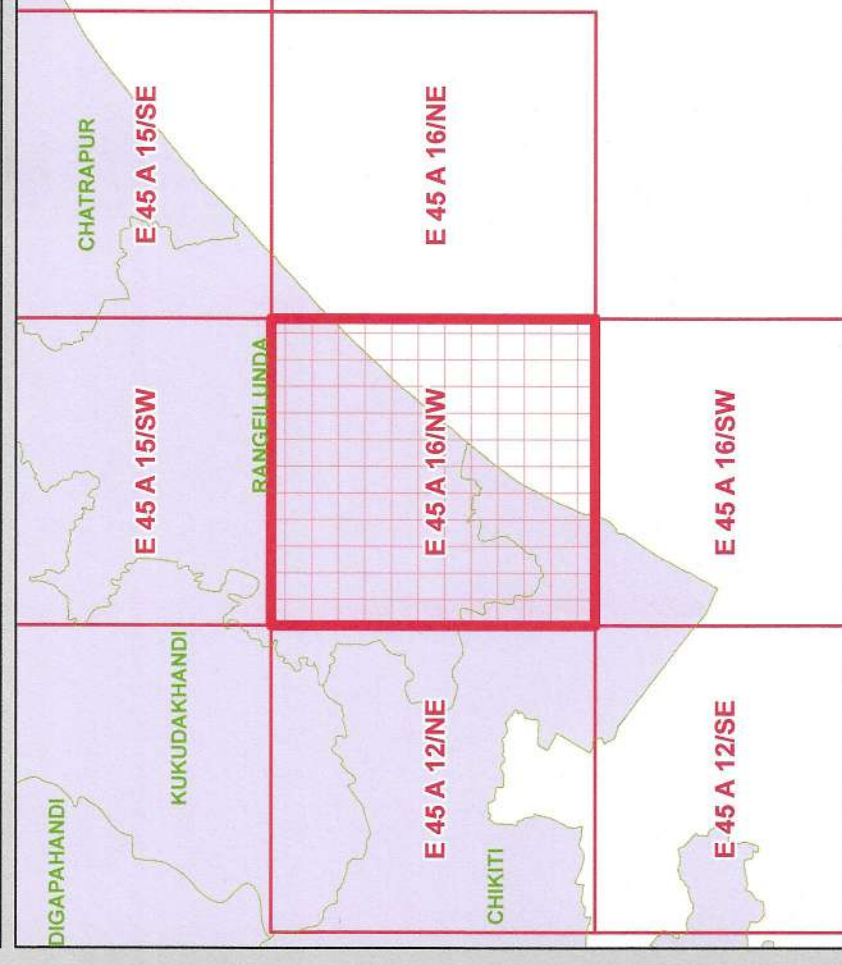 DIGAPAHANDI
CHATRAPUR
E 45 A 15/SW
E 45 A 15/SE
KUKUDAKHANDI
RANGEILUNDA
E 45 A 12/NE
E 45 A 16/NW
E 45 A 16/NE
CHIKITI
E 45 A 12/SE
E 45 A 16/SW